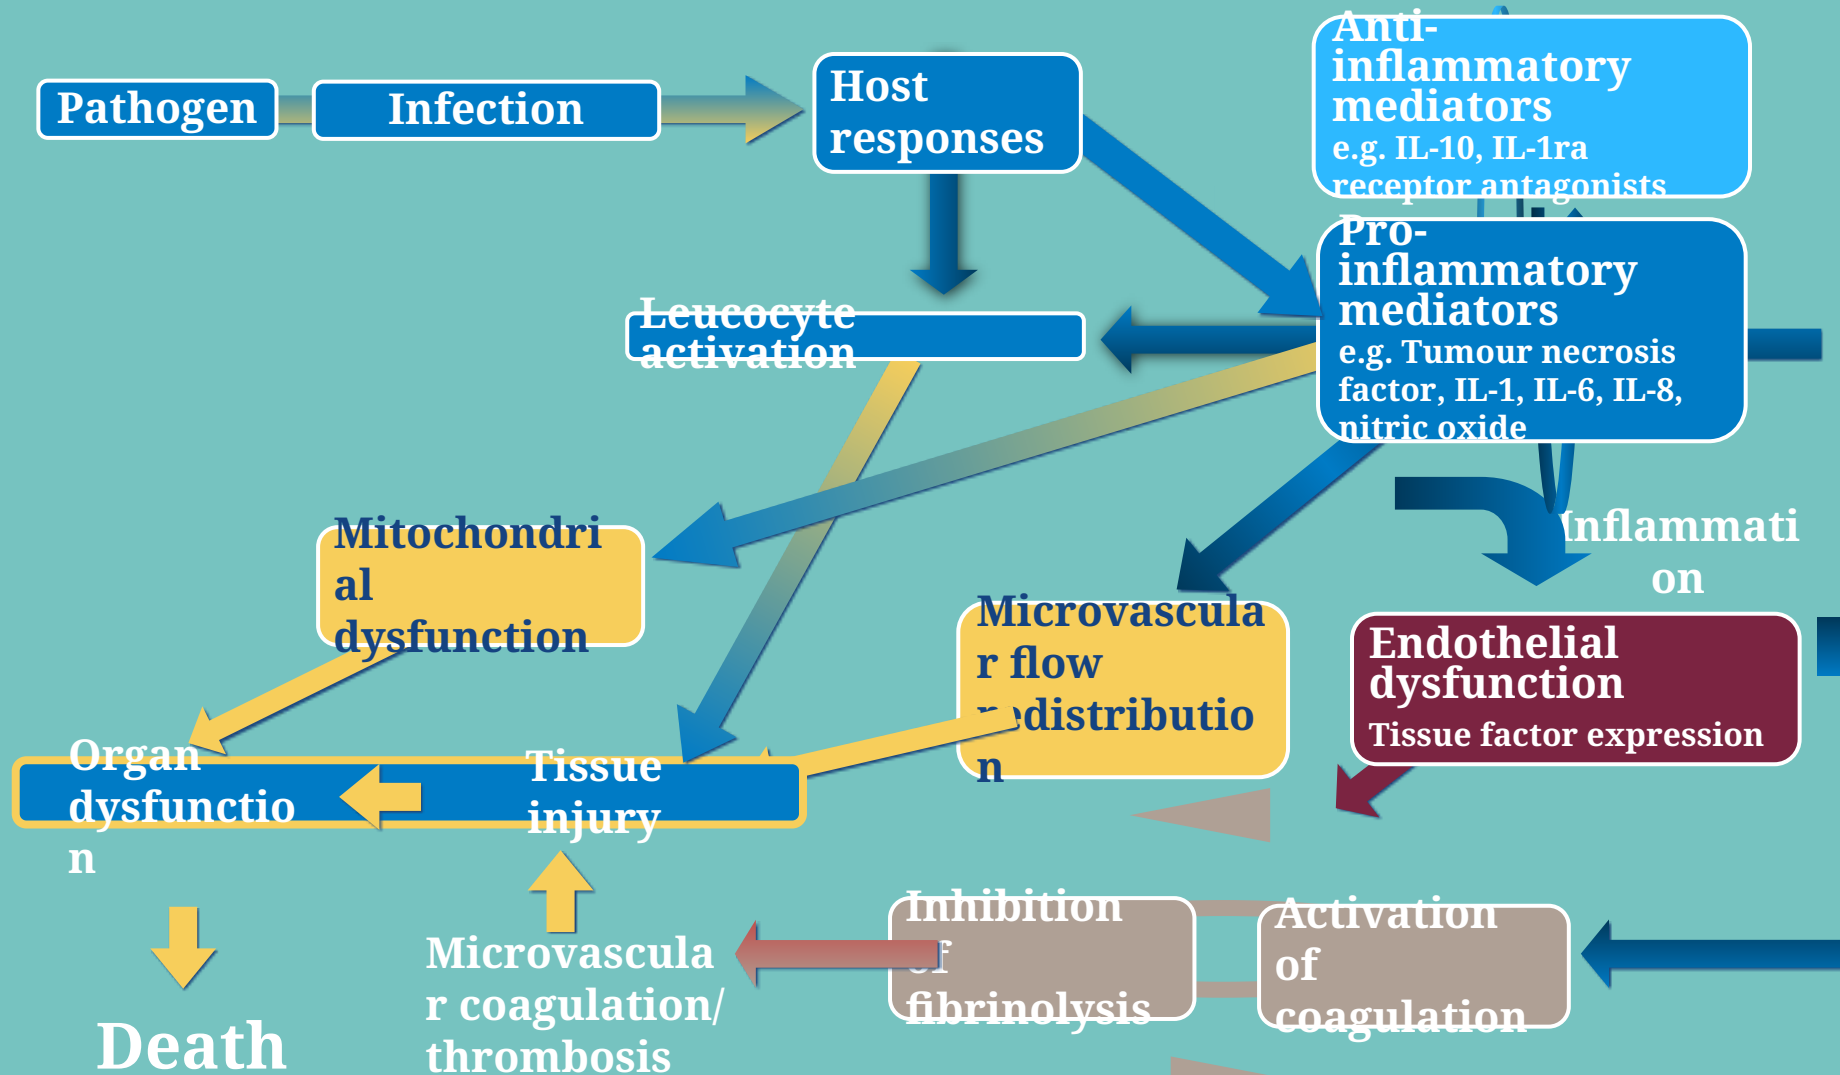 Pathogen
Infection
Host
responses
Anti-
inflammatory
mediators
e.g. IL-10, IL-1ra
receptor antagonists
Pro-
inflammatory
mediators
e.g. Tumour necrosis
factor, IL-1, IL-6, IL-8,
nitric oxide
Leucocyte
activation
Mitochondri
al
dysfunction
Inflammati
on
Microvascula
r flow
redistributio
n
Endothelial
dysfunction
Tissue factor expression
Organ
dysfunctio
n
Tissue
injury
Inhibition
of
fibrinolysis
Activation
of
coagulation
Microvascula
r coagulation/
thrombosis
Death